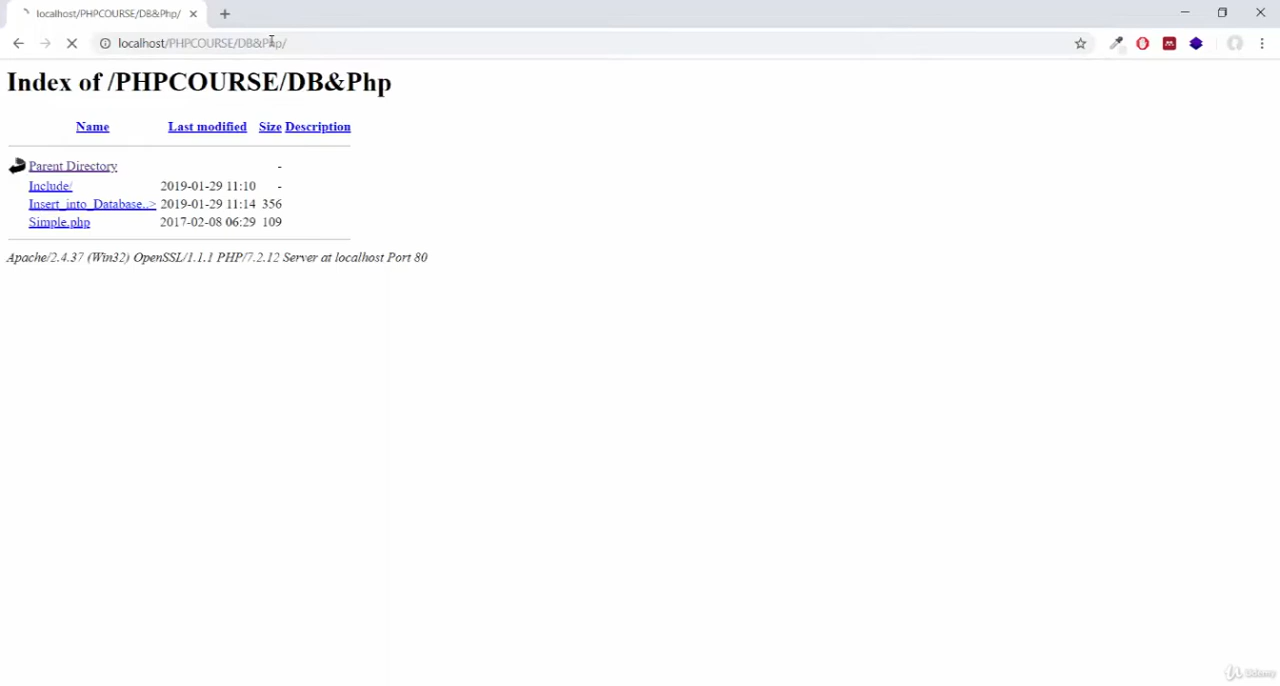 localhost/PHPCOURSE/DB&Php/
localhost/PHPCOURSE/DB&Php/
Index of /PHPCOURSE/DB&Php
Name Last modified Size Description
Parent Directory -
Include/ 2019-01-29 11:10 -
Insert_into_Database..> 2019-01-29 11:14 356
Simple.php 2017-02-08 06:29 109
Apache/2.4.37 (Win32) OpenSSL/1.1.1 PHP/7.2.12 Server at localhost Port 80
Udemy